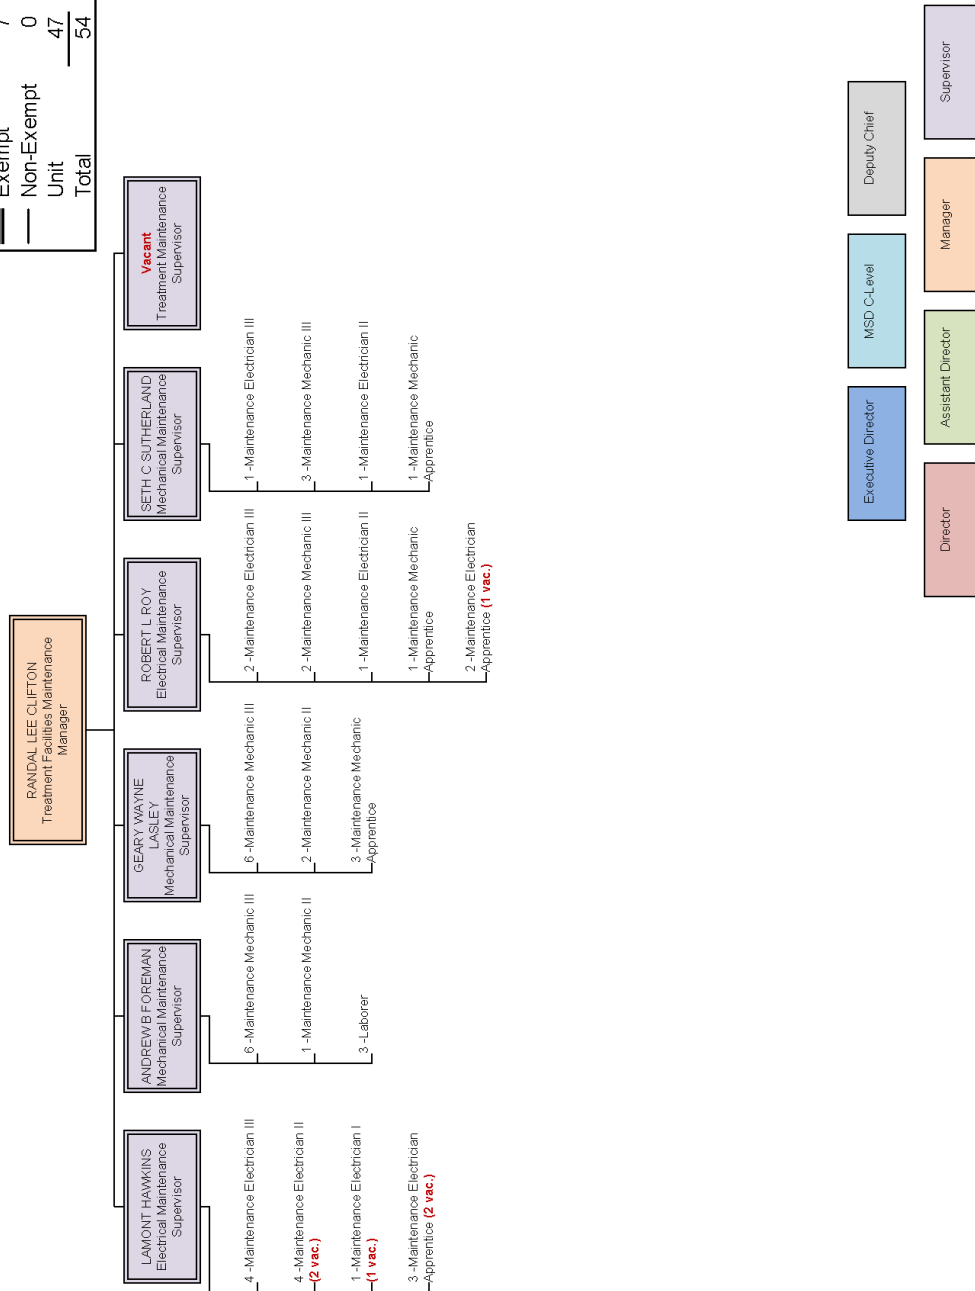 Exempt 7
Non-Exempt 0
Unit 47
Total 54
RANDAL LEE CLIFTON
Treatment Facilities Maintenance
Manager
LAMONT HAWKINS
Electrical Maintenance
Supervisor
4 -Maintenance Electrician III
4 -Maintenance Electrician II
(2 vac.)
1 -Maintenance Electrician I
(1 vac.)
3 -Maintenance Electrician
Apprentice (2 vac.)
ANDREW B FOREMAN
Mechanical Maintenance
Supervisor
6 -Maintenance Mechanic III
1 -Maintenance Mechanic II
3 -Laborer
GEARY WAYNE
LASLEY
Mechanical Maintenance
Supervisor
6 -Maintenance Mechanic III
2 -Maintenance Mechanic II
3 -Maintenance Mechanic
Apprentice
ROBERT L ROY
Electrical Maintenance
Supervisor
2 -Maintenance Electrician III
2 -Maintenance Mechanic III
1 -Maintenance Electrician II
1 -Maintenance Mechanic
Apprentice
2 -Maintenance Electrician
Apprentice (1 vac.)
SETH C SUTHERLAND
Mechanical Maintenance
Supervisor
1 -Maintenance Electrician III
3 -Maintenance Mechanic III
1 -Maintenance Electrician II
1 -Maintenance Mechanic
Apprentice
Vacant
Treatment Maintenance
Supervisor
Executive Director
MSD C-Level
Deputy Chief
Director
Assistant Director
Manager
Supervisor